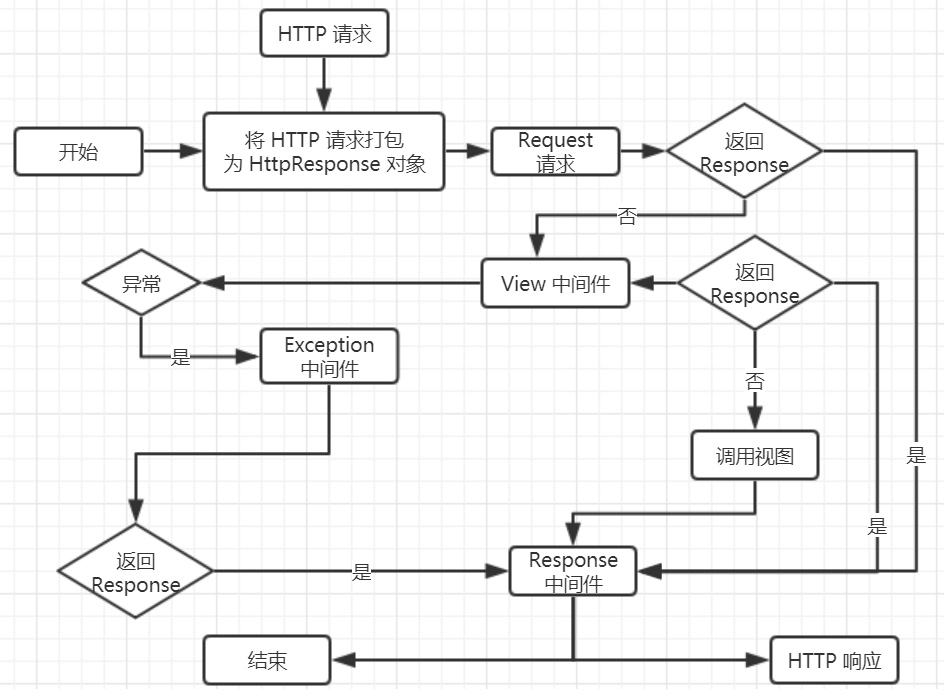 HTTP 请求
开始
将 HTTP 请求打包
为 HttpResponse 对象
Request
请求
返回
Response
否
异常
View 中间件
返回
Response
是
Exception
中间件
否
调用视图
是
是
返回
Response
是
Response
中间件
结束
HTTP 响应